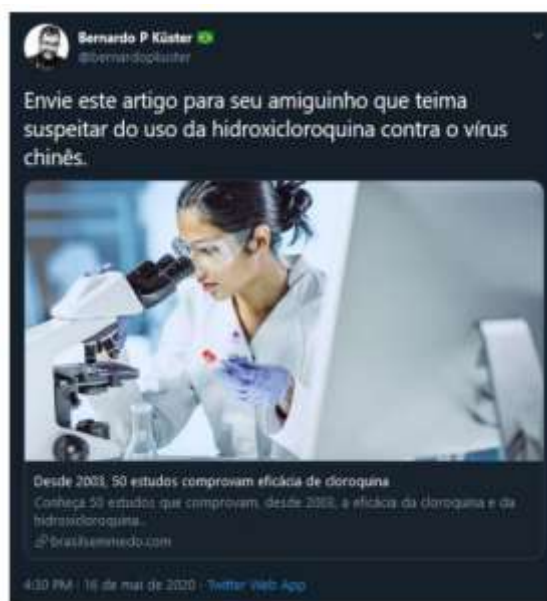 Bernardo P Küster
@bernardopkuster
Envie este artigo para seu amiguinho que teima
suspeitar do uso da hidroxicloroquina contra o vírus
chinês.
Desde 2003, 50 estudos comprovam eficácia de cloroquina
Conheça 50 estudos que comprovam, desde 2003, a eficácia da cloroquina e da
hidroxicloroquina...
brasilsemmedo.com
4:30 PM · 16 de mai de 2020 · Twitter Web App